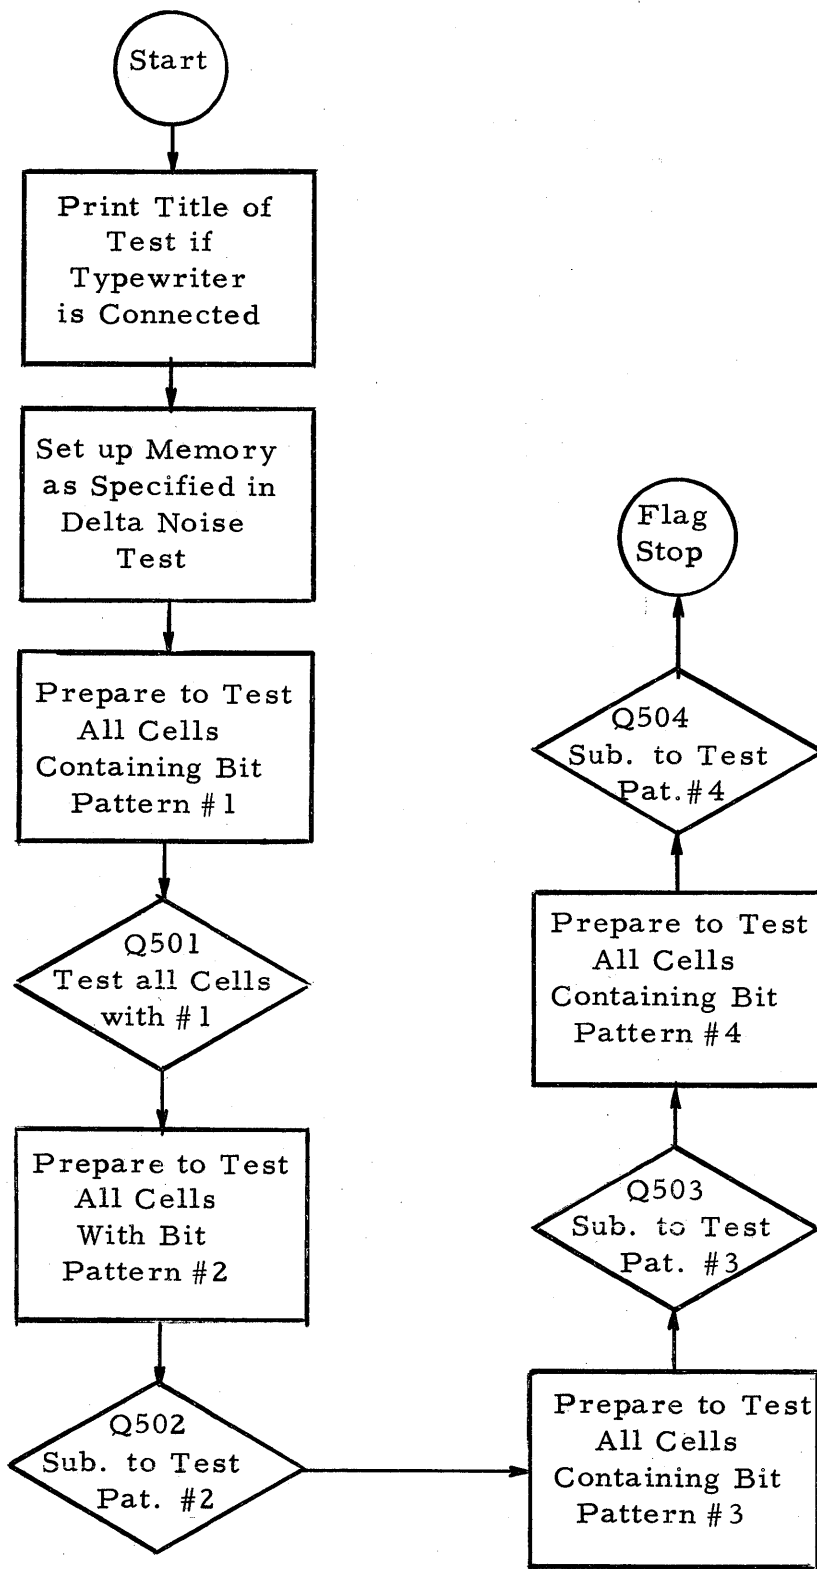 Start
Print Title of
Test if
Typewriter
is Connected
Set up Memory
as Specified in
Delta Noise
Test
Prepare to Test
All Cells
Containing Bit
Pattern #1
Q501
Test all Cells
with #1
Prepare to Test
All Cells
With Bit
Pattern #2
Q502
Sub. to Test
Pat. #2
Prepare to Test
All Cells
Containing Bit
Pattern #3
Q503
Sub. to Test
Pat. #3
Prepare to Test
All Cells
Containing Bit
Pattern #4
Q504
Sub. to Test
Pat.#4
Flag
Stop